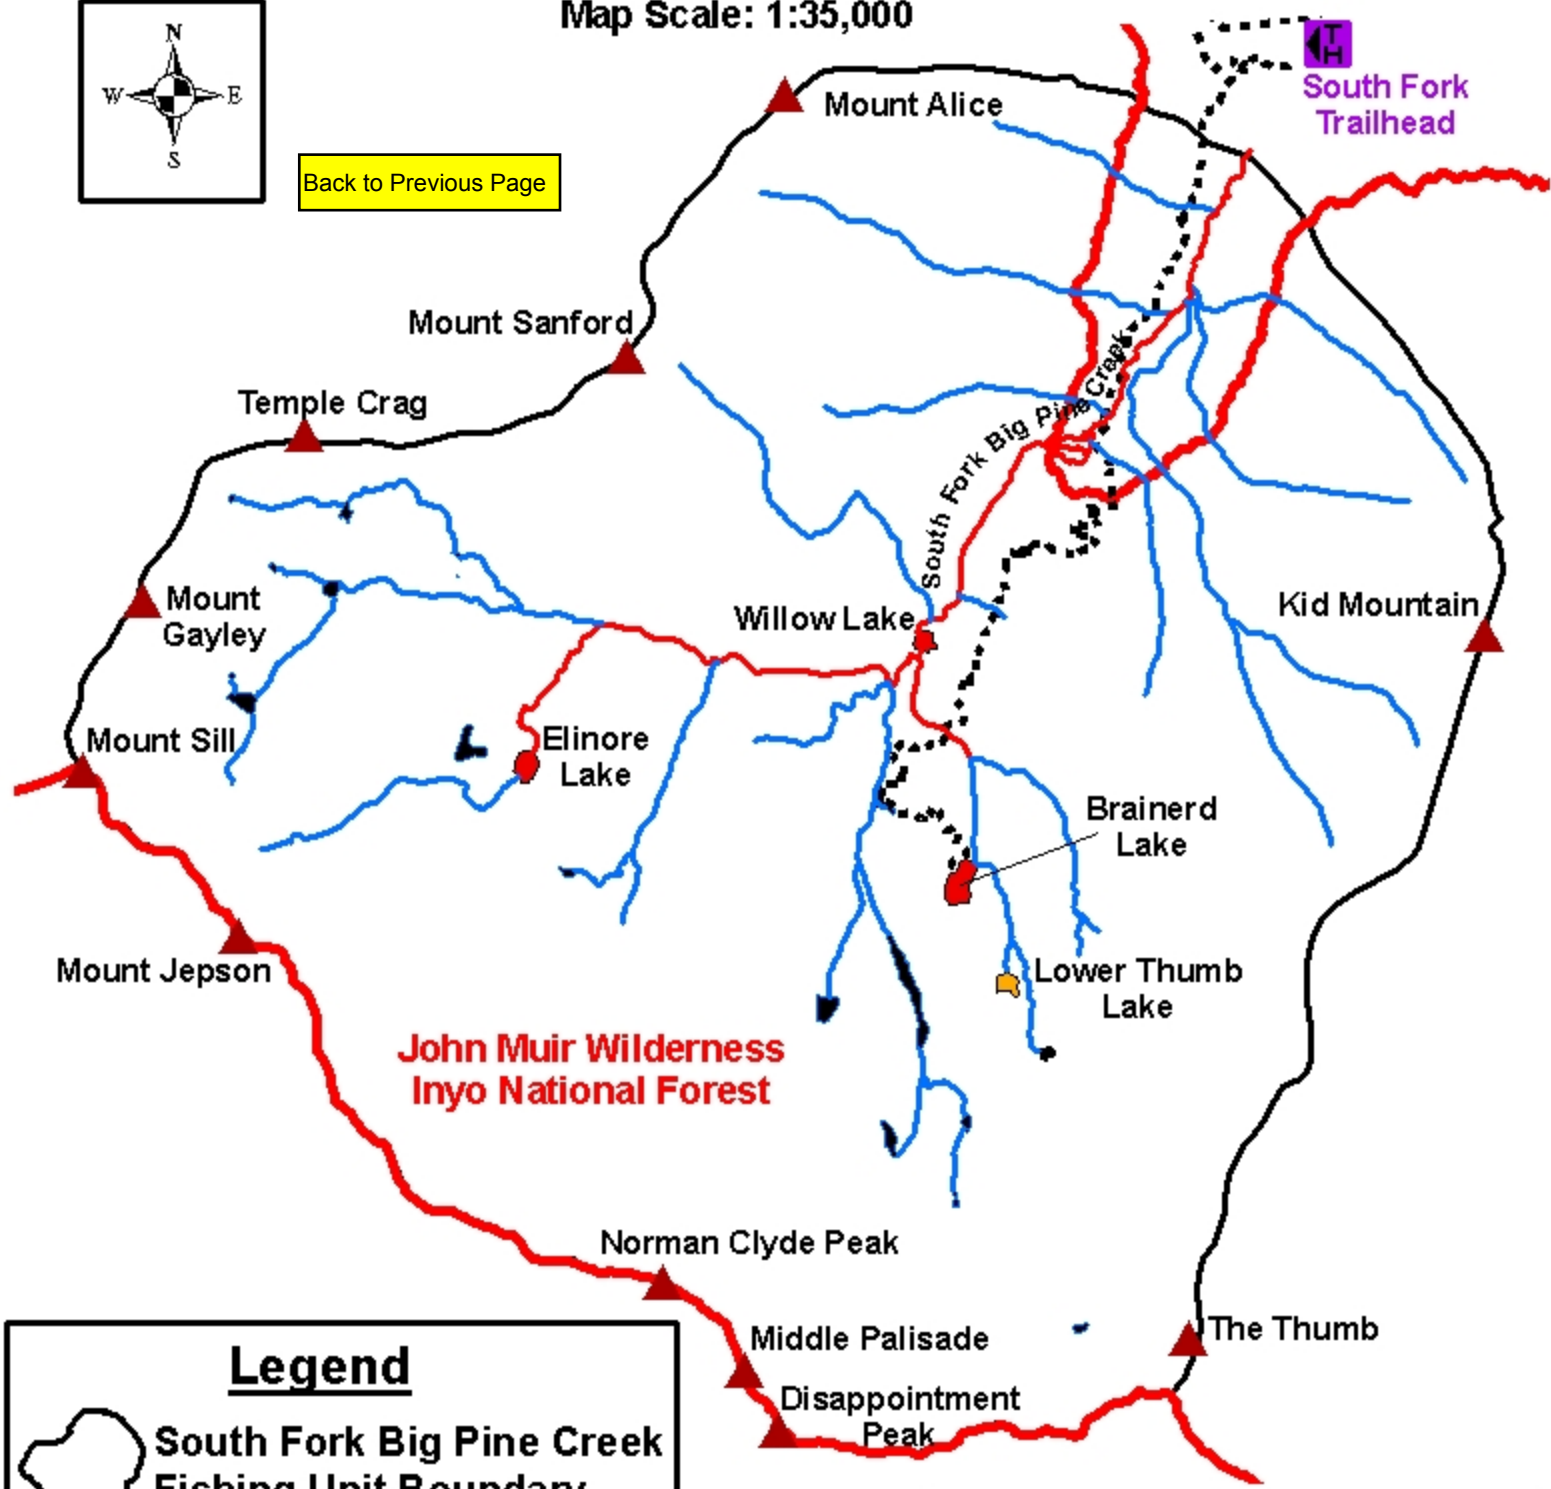 Map Scale: 1:35,000
N
W E
S
T
H
South Fork
Trailhead
Mount Alice
Back to Previous Page
Mount Sanford
Temple Crag
South Fork Big Pine Creek
Mount
Gayley
Willow Lake
Kid Mountain
Mount Sill
Elinore
Lake
Brainerd
Lake
Mount Jepson
Lower Thumb
Lake
John Muir Wilderness
Inyo National Forest
Norman Clyde Peak
The Thumb
Middle Palisade
Disappointment
Peak
Legend
South Fork Big Pine Creek
Fishing Unit Boundary